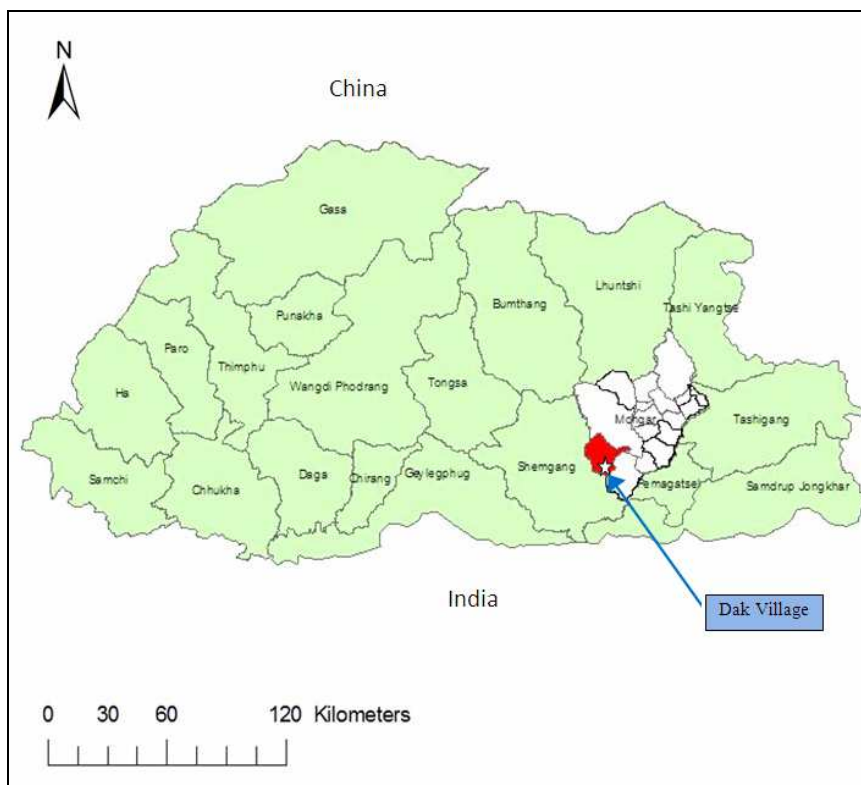 N
China
Gasa
Lhuntshi
Bumthang
Tashi Yangtse
Punakha
Paro
Thimphu
Wangdi Phodrang
Tongsa
Ha
Mongar
Tashigang
Samchi
Chhukha
Daga
Chirang
Geylegphug
Shemgang
Pemagatsel
Samdrup Jongkhar
India
Dak Village
0 30 60 120 Kilometers